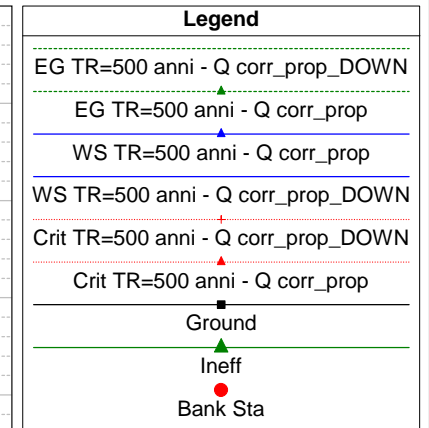 Legend
EG TR=500 anni - Q corr_prop_DOWN
EG TR=500 anni - Q corr_prop
WS TR=500 anni - Q corr_prop
WS TR=500 anni - Q corr_prop_DOWN
Crit TR=500 anni - Q corr_prop_DOWN
Crit TR=500 anni - Q corr_prop
Ground
Ineff
Bank Sta